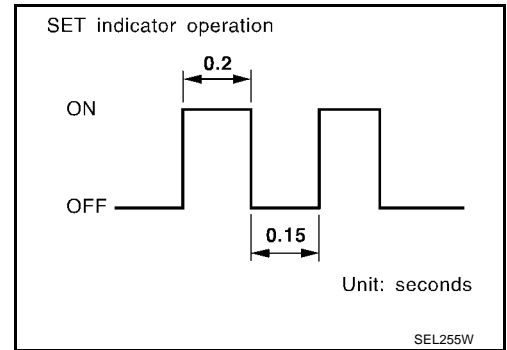 SET indicator operation
0.2
ON
OFF
0.15
Unit: seconds
SEL255W